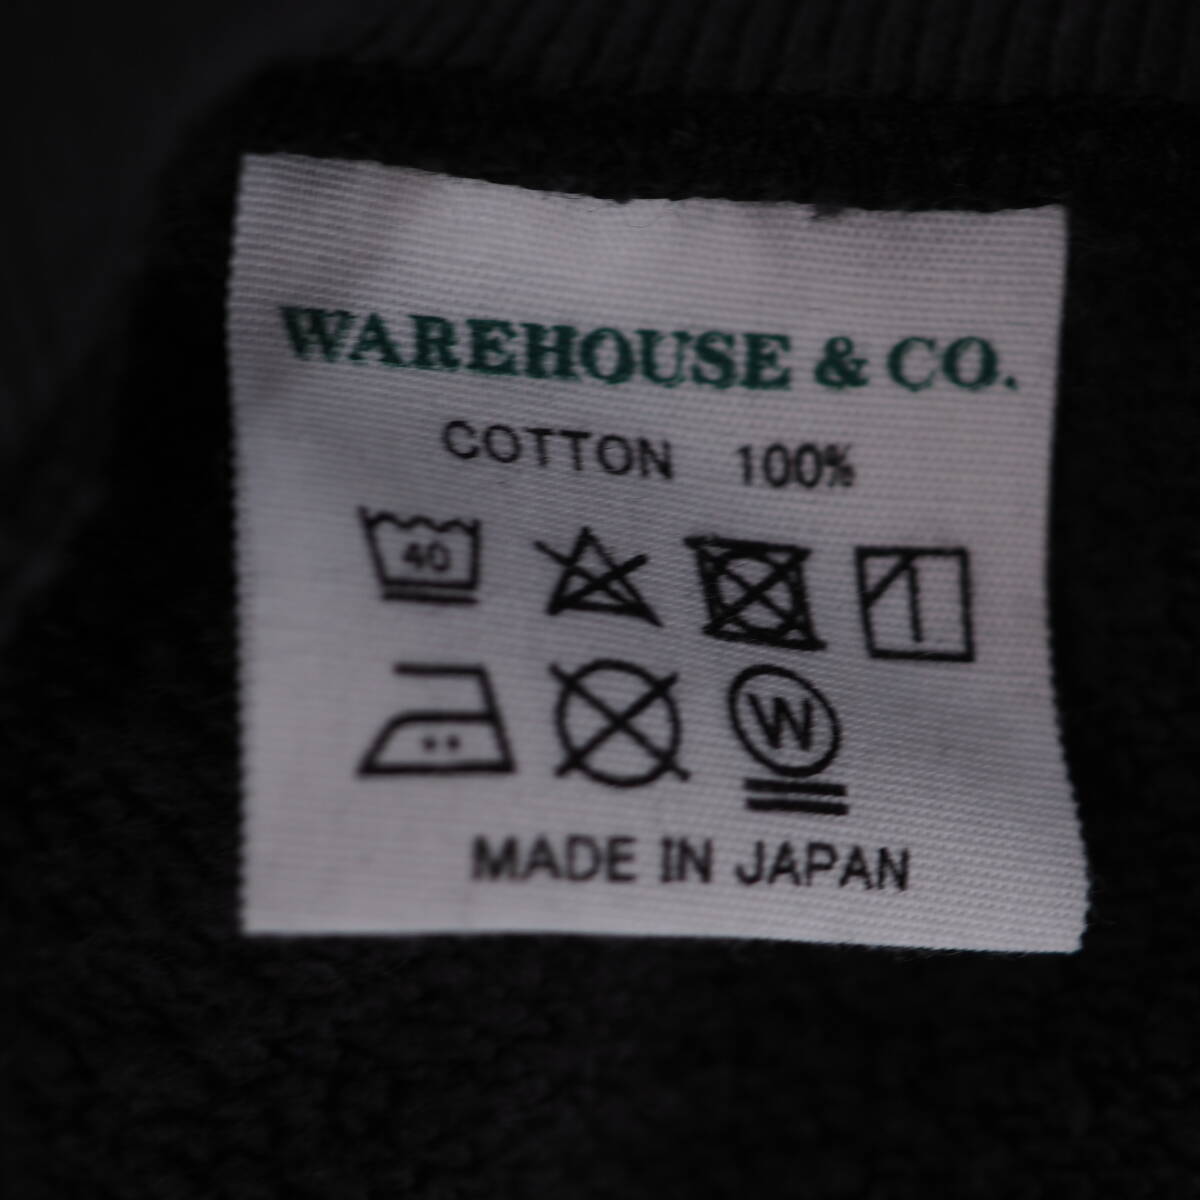 WAREHOUSE & CO.
COTTON 100%
40
W
MADE IN JAPAN